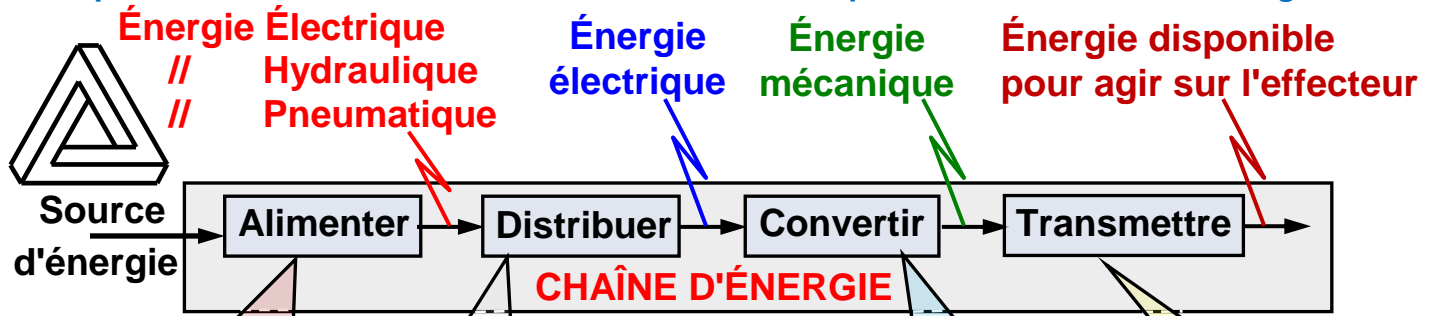 Énergie Électrique
// Hydraulique
// Pneumatique
Énergie
électrique
Énergie
mécanique
Énergie disponible
pour agir sur l'effecteur
Source
d'énergie
Alimenter
Distribuer
Convertir
Transmettre
CHAÎNE D'ÉNERGIE